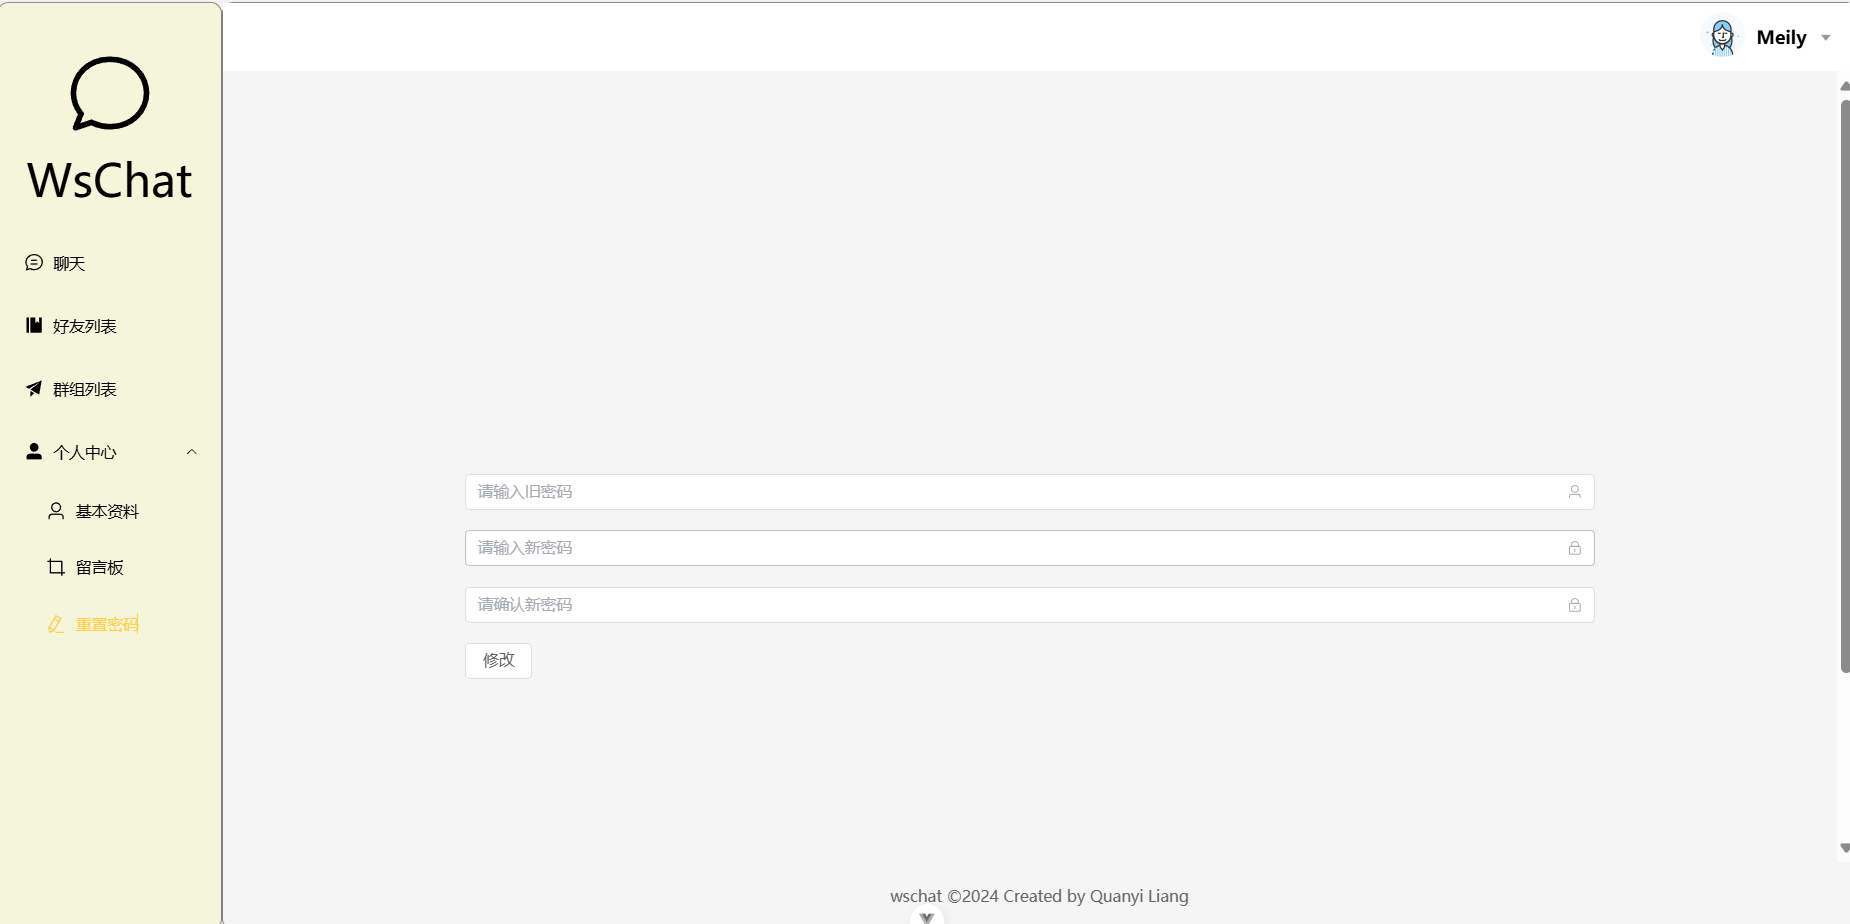 WsChat
聊天
好友列表
群组列表
个人中心
基本资料
留言板
重置密码
Meily
请输入旧密码
请输入新密码
请确认新密码
修改
wschat ©2024 Created by Quanyi Liang